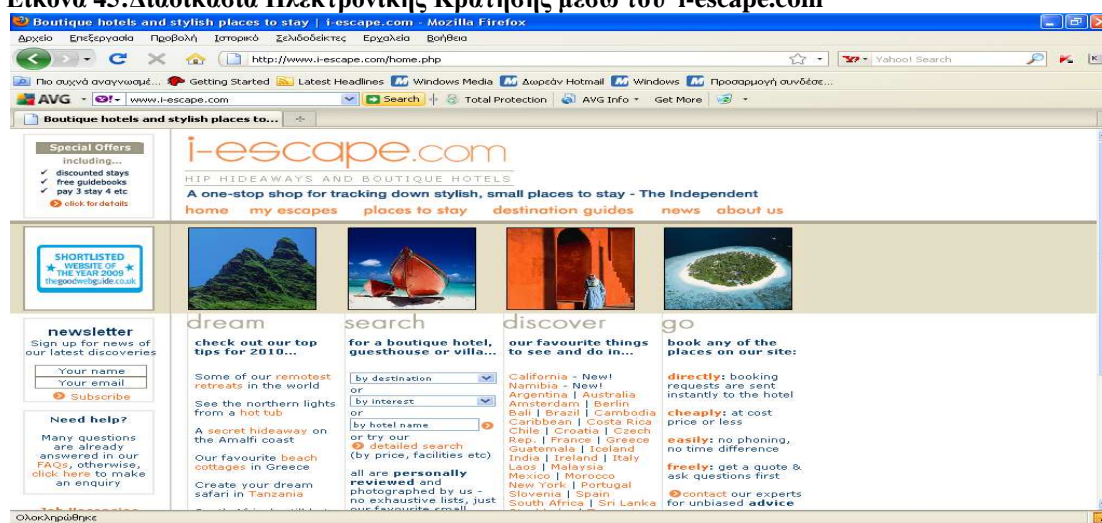 Εικόνα 45:Διαδικασία Ηλεκτρονικής Κράτησης μέσω του i-escape.com
Boutique hotels and stylish places to stay | i-escape.com - Mozilla Firefox
Αρχείο Επεξεργασία Προβολή Ιστορικό Σελιδοδείκτες Εργαλεία Βοήθεια
http://www.i-escape.com/home.php
Yahoo! Search
Πιο συχνά αναγνωσμέ... Getting Started Latest Headlines Windows Media Δωρεάν Hotmail Windows Προσαρμογή συνδέσε...
AVG www.i-escape.com Search Total Protection AVG Info Get More
Boutique hotels and stylish places to...
Special Offers
including...
discounted stays
free guidebooks
pay 3 stay 4 etc
click for details
i-escape.com
HIP HIDEAWAYS AND BOUTIQUE HOTELS
A one-stop shop for tracking down stylish, small places to stay - The Independent
home my escapes places to stay destination guides news about us
SHORTLISTED
WEBSITE OF
THE YEAR 2009
thegoodwebguide.co.uk
newsletter
Sign up for news of
our latest discoveries
Your name
Your email
Subscribe
Need help?
Many questions
are already
answered in our
FAQs, otherwise,
click here to make
an enquiry
dream
check out our top
tips for 2010...
Some of our remotest
retreats in the world
See the northern lights
from a hot tub
A secret hideaway on
the Amalfi coast
Our favourite beach
cottages in Greece
Create your dream
safari in Tanzania
search
for a boutique hotel,
guesthouse or villa...
by destination
or
by interest
or
by hotel name
or try our
detailed search
(by price, facilities etc)
all are personally
reviewed and
photographed by us -
no exhaustive lists, just
our favourite small
discover
our favourite things
to see and do in...
California - New!
Namibia - New!
Argentina | Australia
Amsterdam | Berlin
Bali | Brazil | Cambodia
Caribbean | Costa Rica
Chile | Croatia | Czech
Rep. | France | Greece
Guatemala | Iceland
India | Ireland | Italy
Laos | Malaysia
Mexico | Morocco
New York | Portugal
Slovenia | Spain
South Africa | Sri Lanka
go
book any of the
places on our site:
directly: booking
requests are sent
instantly to the hotel
cheaply: at cost
price or less
easily: no phoning,
no time difference
freely: get a quote &
ask questions first
contact our experts
for unbiased advice
Ολοκληρώθηκε